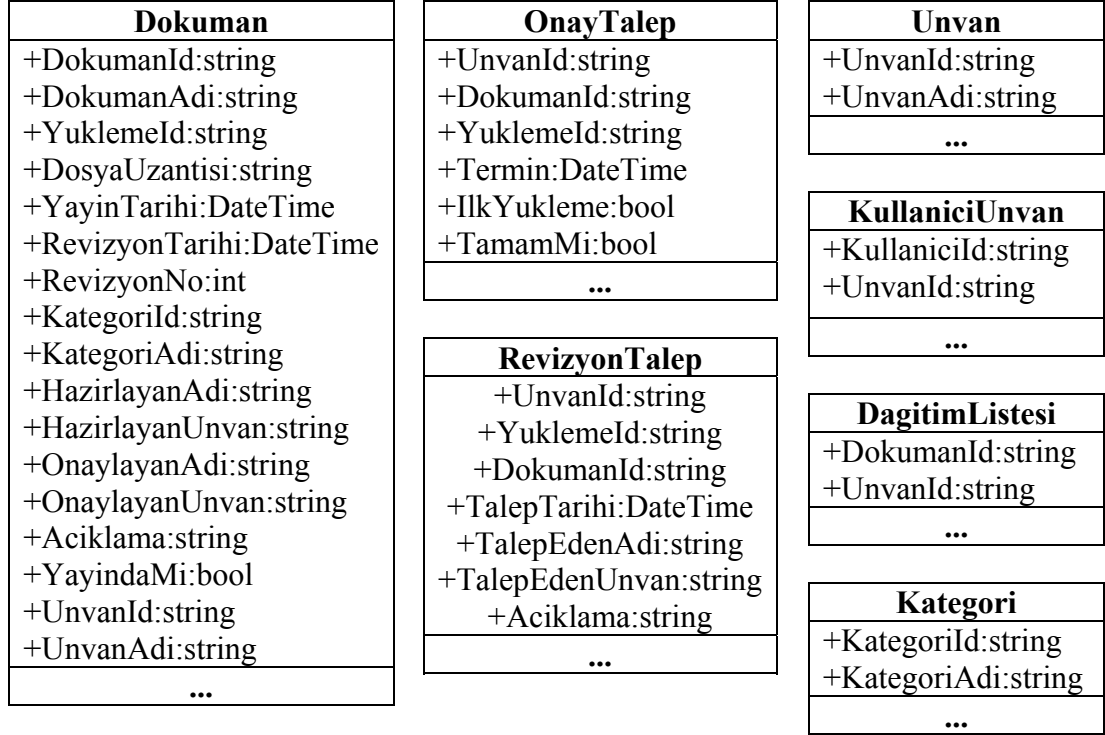 Dokuman
+DokumanId:string
+DokumanAdi:string
+YuklemeId:string
+DosyaUzantisi:string
+YayinTarihi:DateTime
+RevizyonTarihi:DateTime
+RevizyonNo:int
+KategoriId:string
+KategoriAdi:string
+HazirlayanAdi:string
+HazirlayanUnvan:string
+OnaylayanAdi:string
+OnaylayanUnvan:string
+Aciklama:string
+YayindaMi:bool
+UnvanId:string
+UnvanAdi:string
...
OnayTalep
+UnvanId:string
+DokumanId:string
+YuklemeId:string
+Termin:DateTime
+IlkYukleme:bool
+TamamMi:bool
...
RevizyonTalep
+UnvanId:string
+YuklemeId:string
+DokumanId:string
+TalepTarihi:DateTime
+TalepEdenAdi:string
+TalepEdenUnvan:string
+Aciklama:string
...
Unvan
+UnvanId:string
+UnvanAdi:string
...
KullaniciUnvan
+KullaniciId:string
+UnvanId:string
...
DagitimListesi
+DokumanId:string
+UnvanId:string
...
Kategori
+KategoriId:string
+KategoriAdi:string
...